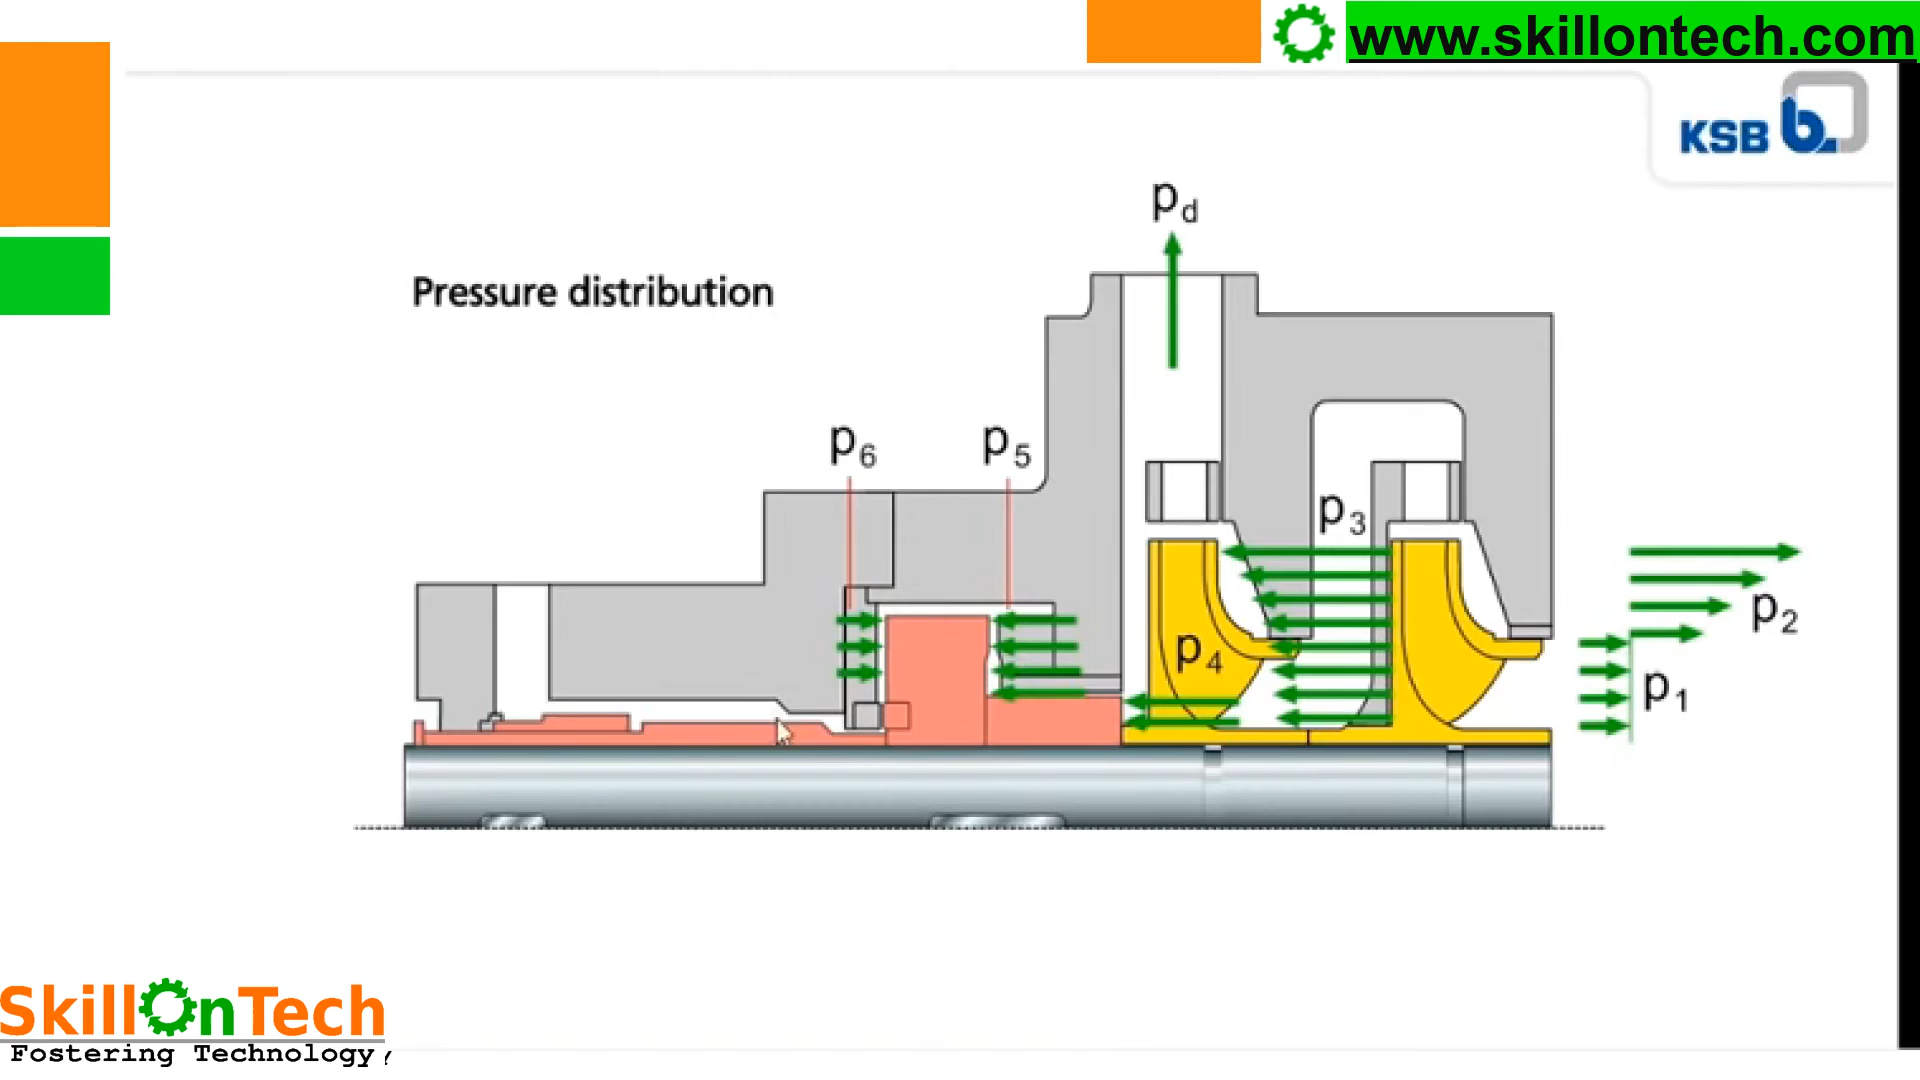 www.skillontech.com
KSB b
pd
Pressure distribution
p6
p5
p3
p2
p4
p1
SkillOnTech
Fostering Technology